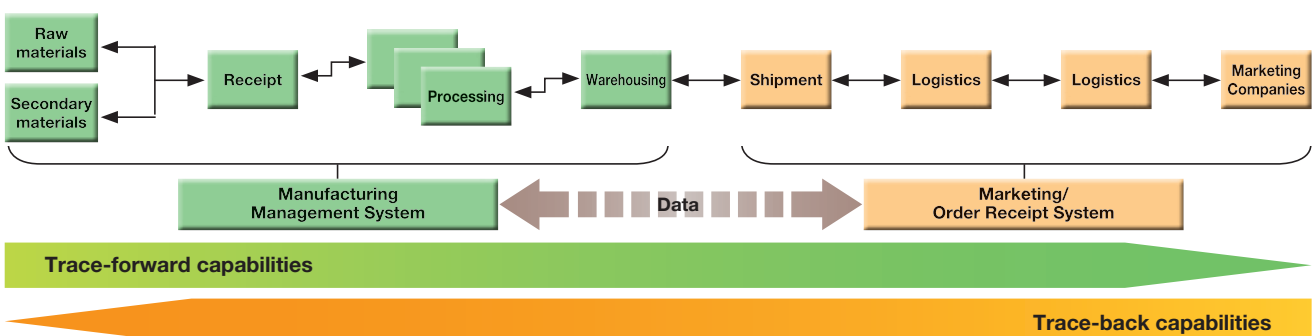 Raw
materials
Secondary
materials
Receipt
Processing
Warehousing
Shipment
Logistics
Logistics
Marketing
Companies
Manufacturing
Management System
Data
Marketing/
Order Receipt System
Trace-forward capabilities
Trace-back capabilities